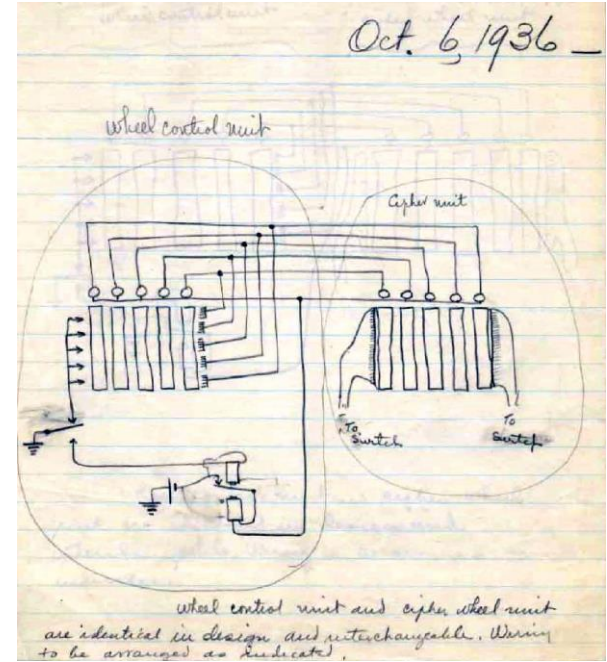 Oct. 6, 1936
wheel control unit
Cipher unit
To
Switch
To
Switch
wheel control unit and cipher wheel unit
are identical in design and interchangeable. Wiring
to be arranged as indicated.